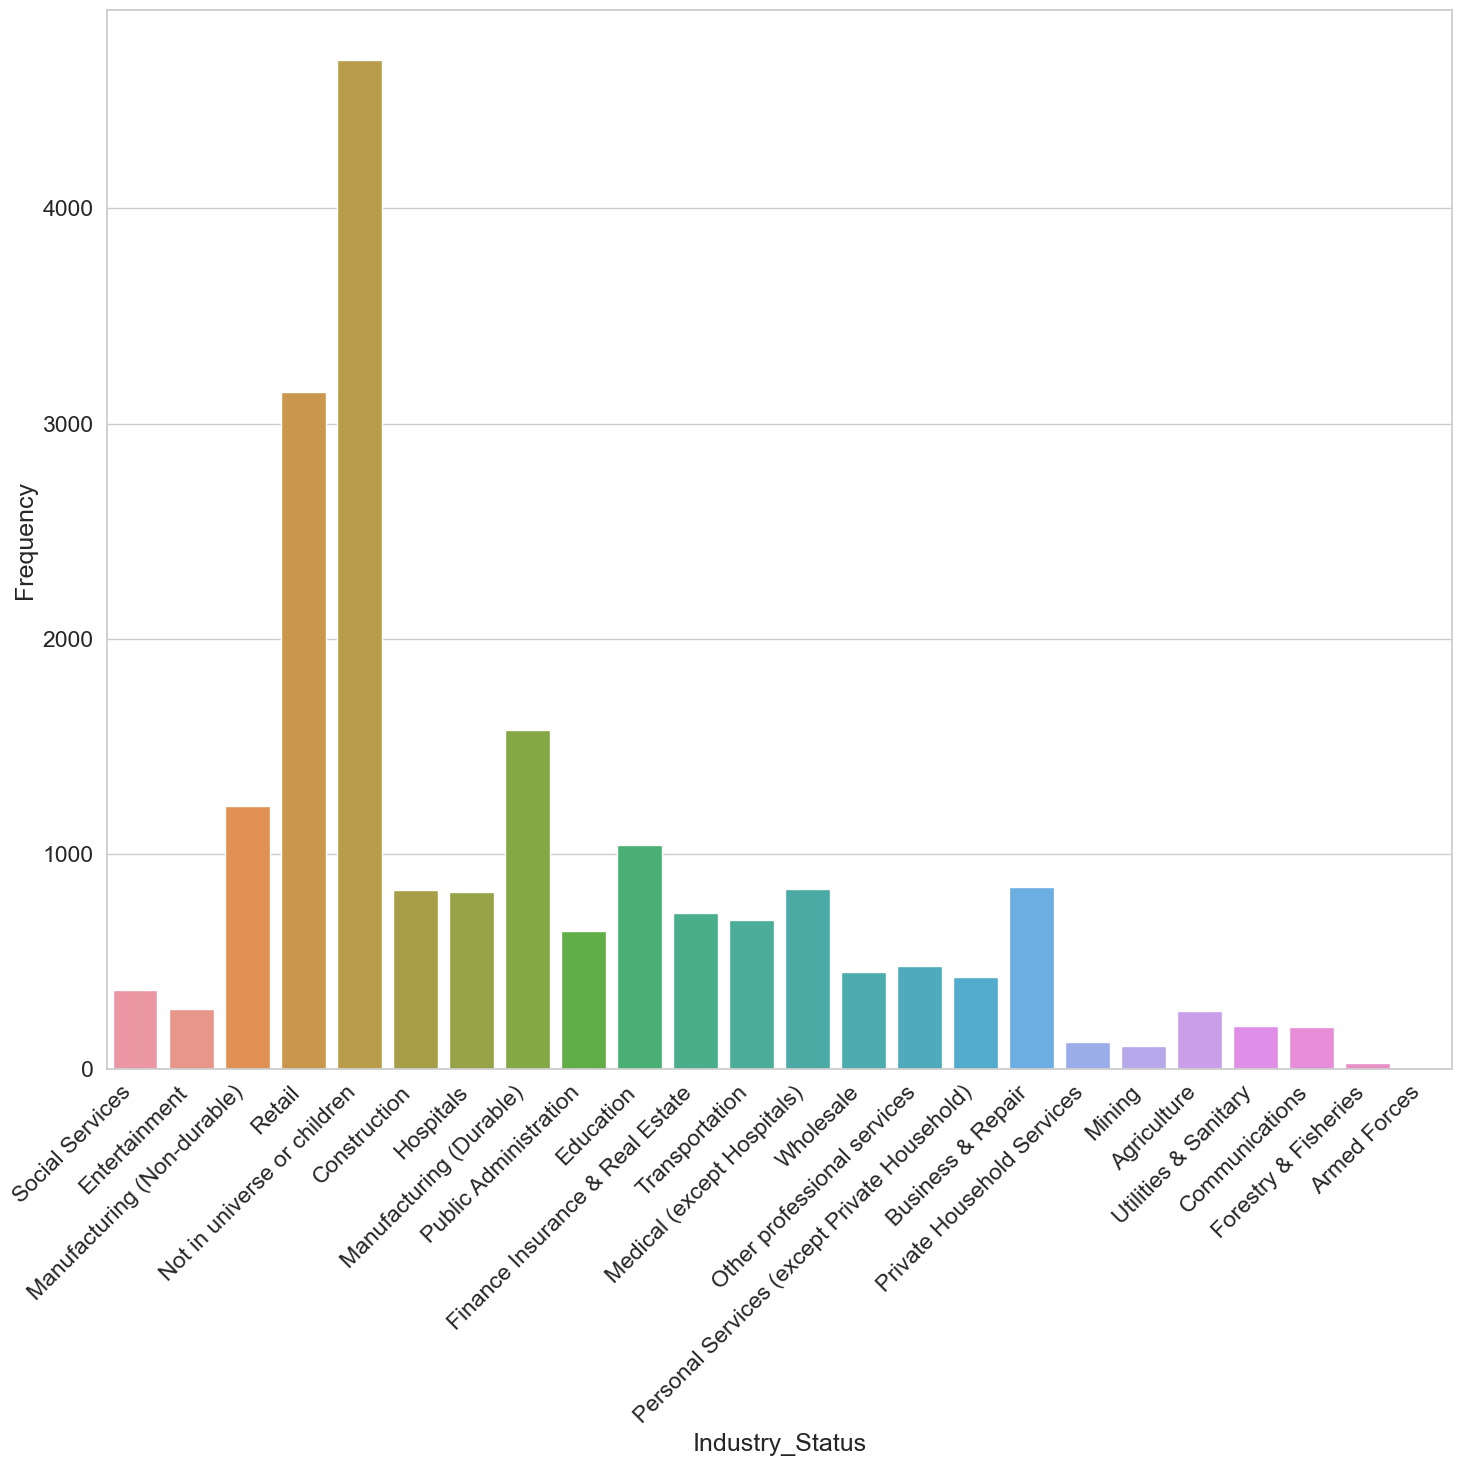 4000
3000
2000
1000
0
Frequency
Social Services
Entertainment
Manufacturing (Non-durable)
Retail
Not in universe or children
Construction
Hospitals
Manufacturing (Durable)
Public Administration
Education
Finance Insurance & Real Estate
Transportation
Medical (except Hospitals)
Wholesale
Other professional services
Personal Services (except Private Household)
Business & Repair
Private Household Services
Mining
Agriculture
Utilities & Sanitary
Communications
Forestry & Fisheries
Armed Forces
Industry_Status